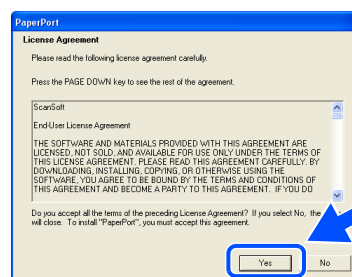 PaperPort
License Agreement
Please read the following license agreement carefully.
Press the PAGE DOWN key to see the rest of the agreement.
ScanSoft
End-User License Agreement
THE SOFTWARE AND MATERIALS PROVIDED WITH THIS AGREEMENT ARE
LICENSED, NOT SOLD, AND AVAILABLE FOR USE ONLY UNDER THE TERMS OF
THIS LICENSE AGREEMENT. PLEASE READ THIS AGREEMENT CAREFULLY. BY
DOWNLOADING, INSTALLING, COPYING, OR OTHERWISE USING THE
SOFTWARE, YOU AGREE TO BE BOUND BY THE TERMS AND CONDITIONS OF
THIS AGREEMENT AND BECOME A PARTY TO THIS AGREEMENT. IF YOU DO
Do you accept all the terms of the preceding License Agreement? If you select No, the
will close. To install "PaperPort", you must accept this agreement.
Yes
No